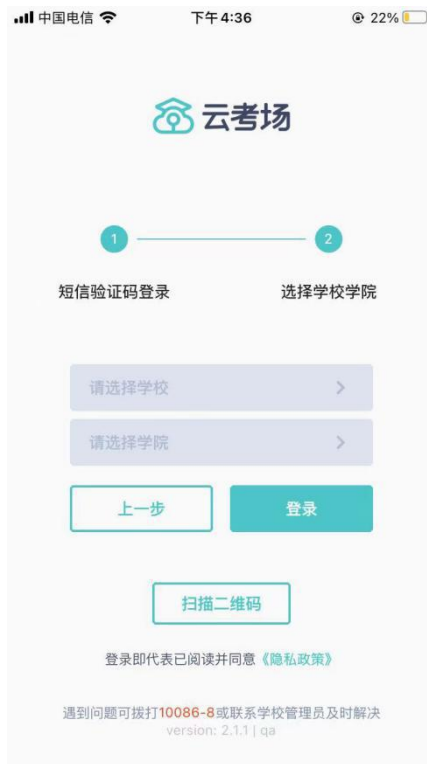 中国电信 下午4:36 22%
云考场
1 2
短信验证码登录 选择学校学院
请选择学校
请选择学院
上一步 登录
扫描二维码
登录即代表已阅读并同意《隐私政策》
遇到问题可拨打10086-8或联系学校管理员及时解决
version: 2.1.1 | qa